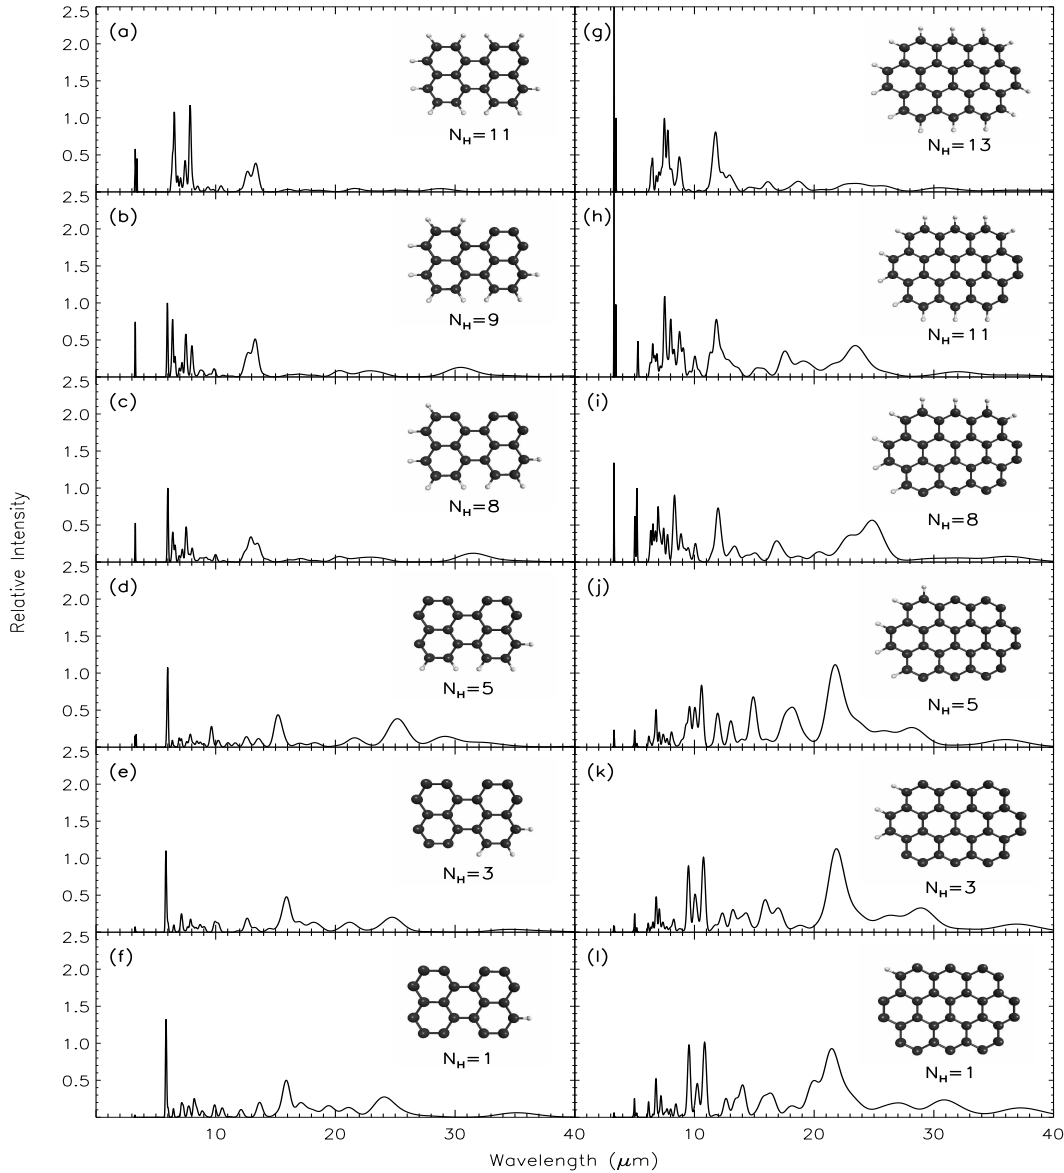 Relative Intensity
2.5
2.0
1.5
1.0
0.5
(a)
N_H=11
2.5
2.0
1.5
1.0
0.5
(b)
N_H=9
2.5
2.0
1.5
1.0
0.5
(c)
N_H=8
2.5
2.0
1.5
1.0
0.5
(d)
N_H=5
2.5
2.0
1.5
1.0
0.5
(e)
N_H=3
2.5
2.0
1.5
1.0
0.5
(f)
N_H=1
10 20 30 40
(g)
N_H=13
(h)
N_H=11
(i)
N_H=8
(j)
N_H=5
(k)
N_H=3
(l)
N_H=1
10 20 30 40
Wavelength (μm)